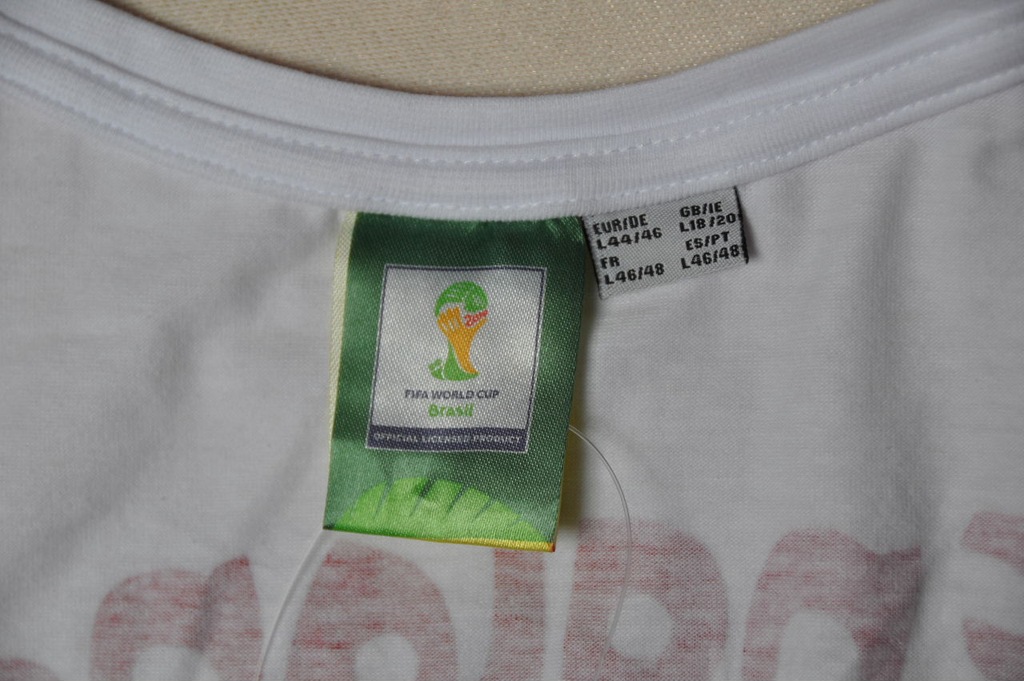 2014
FIFA WORLD CUP
Brasil
OFFICIAL LICENSED PRODUCT
EUR/DE
L44/46
FR
L46/48
GB/IE
L18/20
ES/PT
L46/48